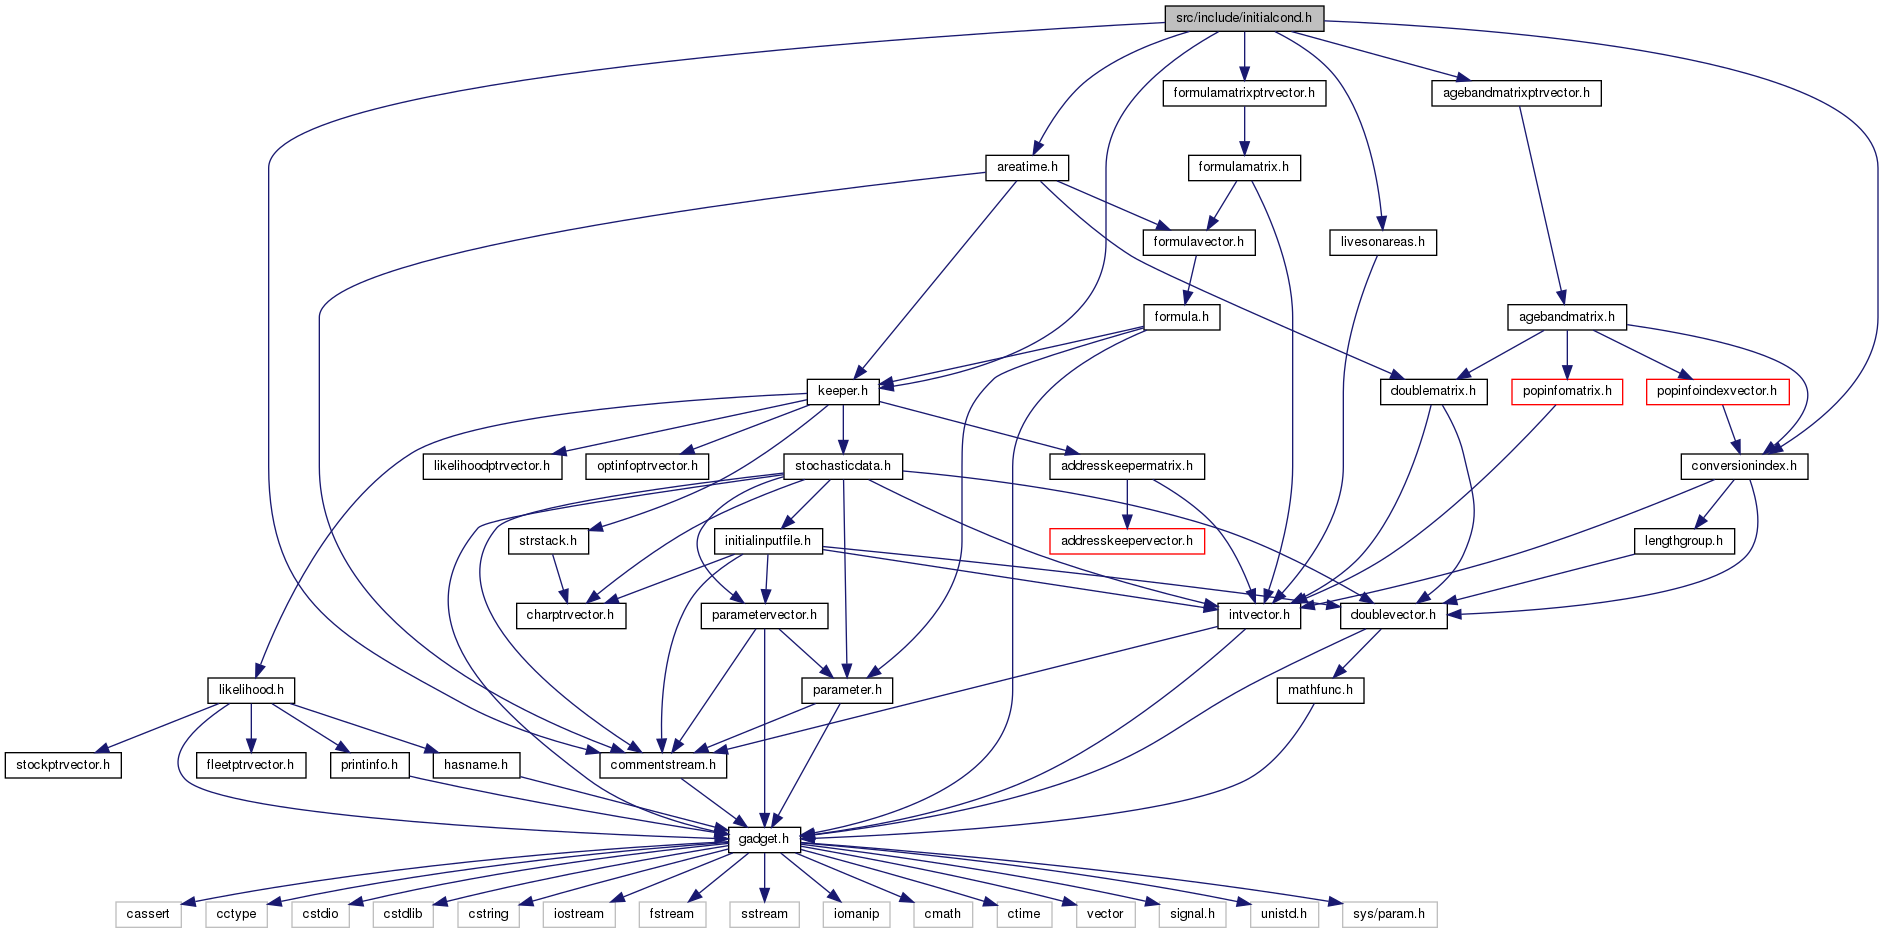 src/include/initialcond.h
formulamatrixptrvector.h
agebandmatrixptrvector.h
areatime.h
formulamatrix.h
formulavector.h
livesonareas.h
formula.h
agebandmatrix.h
keeper.h
doublematrix.h
popinfomatrix.h
popinfoindexvector.h
likelihoodptrvector.h
optinfoptrvector.h
stochasticdata.h
addresskeepermatrix.h
conversionindex.h
strstack.h
initialinputfile.h
addresskeepervector.h
lengthgroup.h
charptrvector.h
parametervector.h
intvector.h
doublevector.h
likelihood.h
parameter.h
mathfunc.h
stockptrvector.h
fleetptrvector.h
printinfo.h
hasname.h
commentstream.h
gadget.h
cassert
cctype
cstdio
cstdlib
cstring
iostream
fstream
sstream
iomanip
cmath
ctime
vector
signal.h
unistd.h
sys/param.h